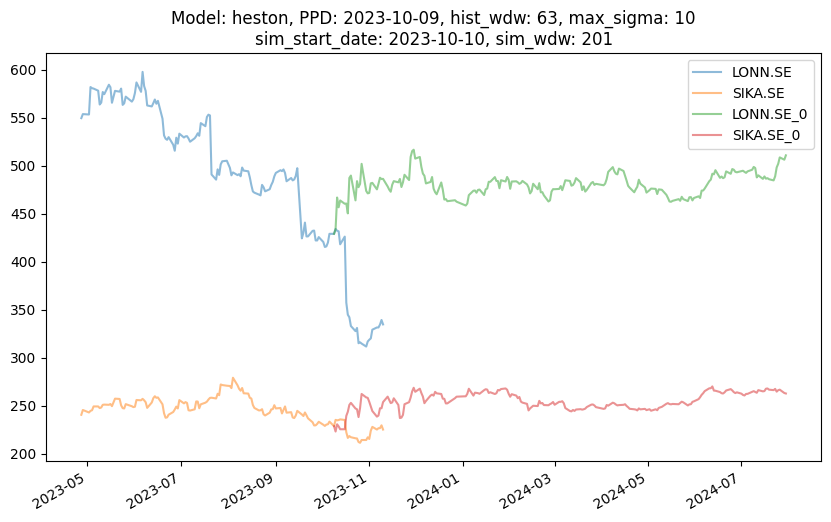 Model: heston, PPD: 2023-10-09, hist_wdw: 63, max_sigma: 10
sim_start_date: 2023-10-10, sim_wdw: 201
LONN.SE
SIKA.SE
LONN.SE_0
SIKA.SE_0
600
550
500
450
400
350
300
250
200
2023-05
2023-07
2023-09
2023-11
2024-01
2024-03
2024-05
2024-07